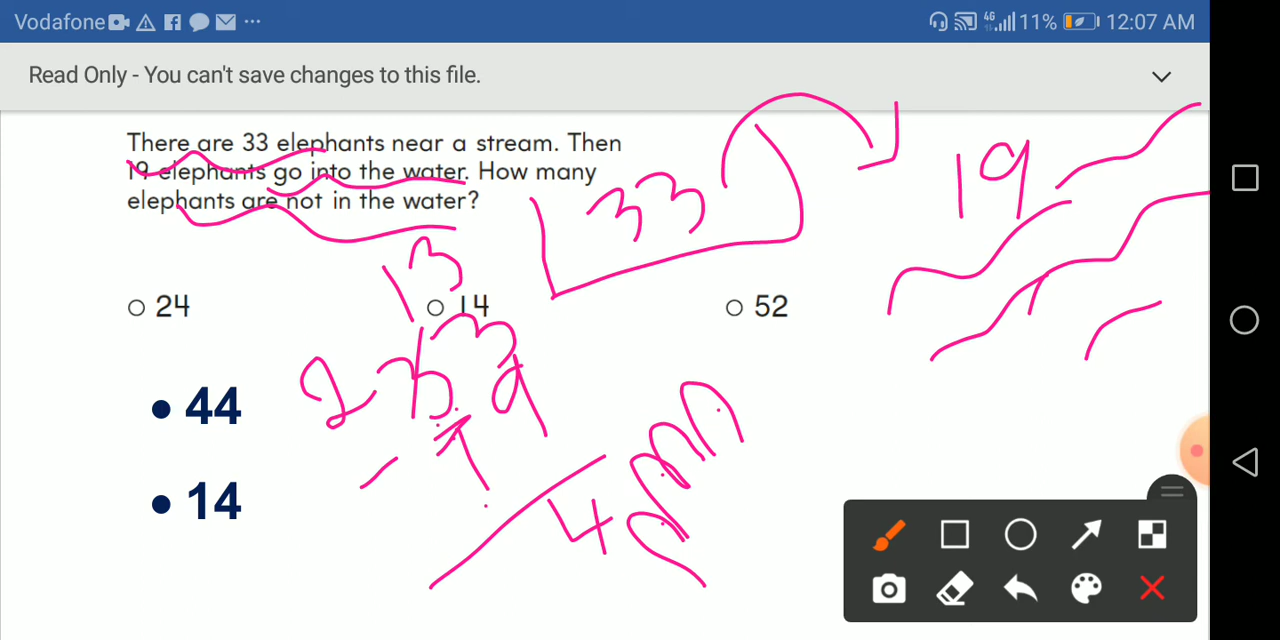 Vodafone 4G 11% 12:07 AM
Read Only - You can't save changes to this file.
There are 33 elephants near a stream. Then
19 elephants go into the water. How many
elephants are not in the water?
33
19
24
14
52
13
44
14
4